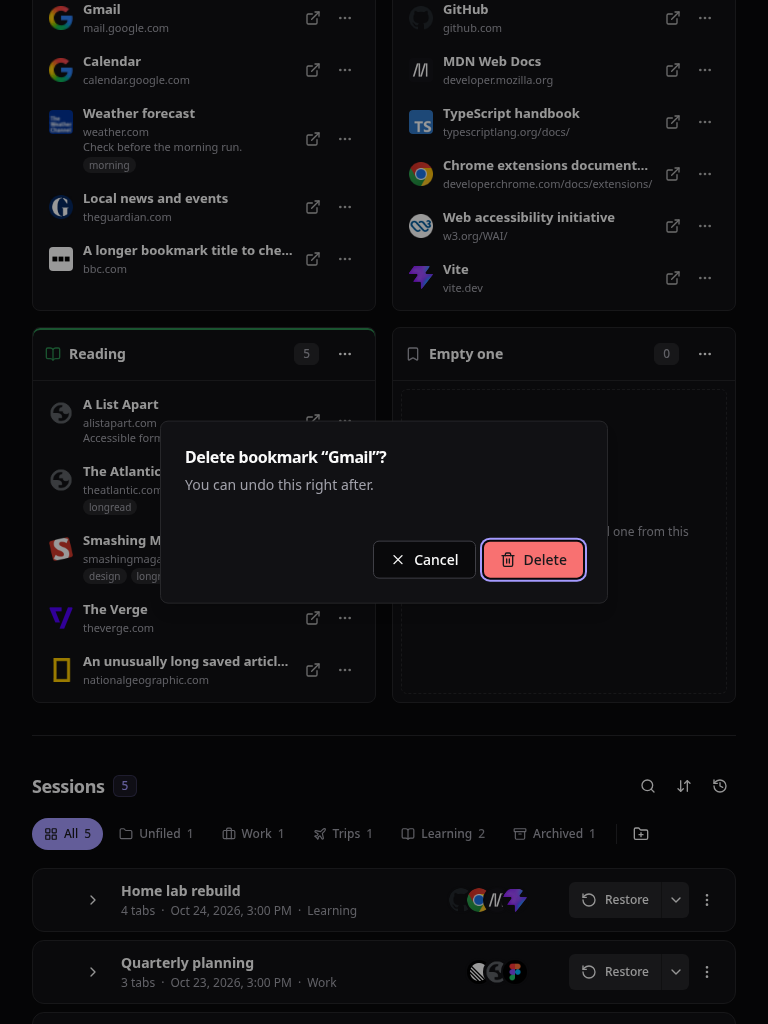 Gmail
mail.google.com
Calendar
calendar.google.com
Weather forecast
weather.com
Check before the morning run.
morning
Local news and events
theguardian.com
A longer bookmark title to che...
bbc.com
GitHub
github.com
MDN Web Docs
developer.mozilla.org
TypeScript handbook
typescriptlang.org/docs/
Chrome extensions document...
developer.chrome.com/docs/extensions/
Web accessibility initiative
w3.org/WAI/
Vite
vite.dev
Reading 5
A List Apart
alistapart.com
Accessible
The Atlantic
theatlantic.com
longread
Smashing
design
The Verge
theverge.com
An unusually long saved articl...
nationalgeographic.com
Empty one 0
one from this
Delete bookmark “Gmail”?
You can undo this right after.
Cancel Delete
Sessions 5
All 5 Unfiled 1 Work 1 Trips 1 Learning 2 Archived 1
Home lab rebuild
4 tabs · Oct 24, 2026, 3:00 PM · Learning
Restore
Quarterly planning
3 tabs · Oct 23, 2026, 3:00 PM · Work
Restore